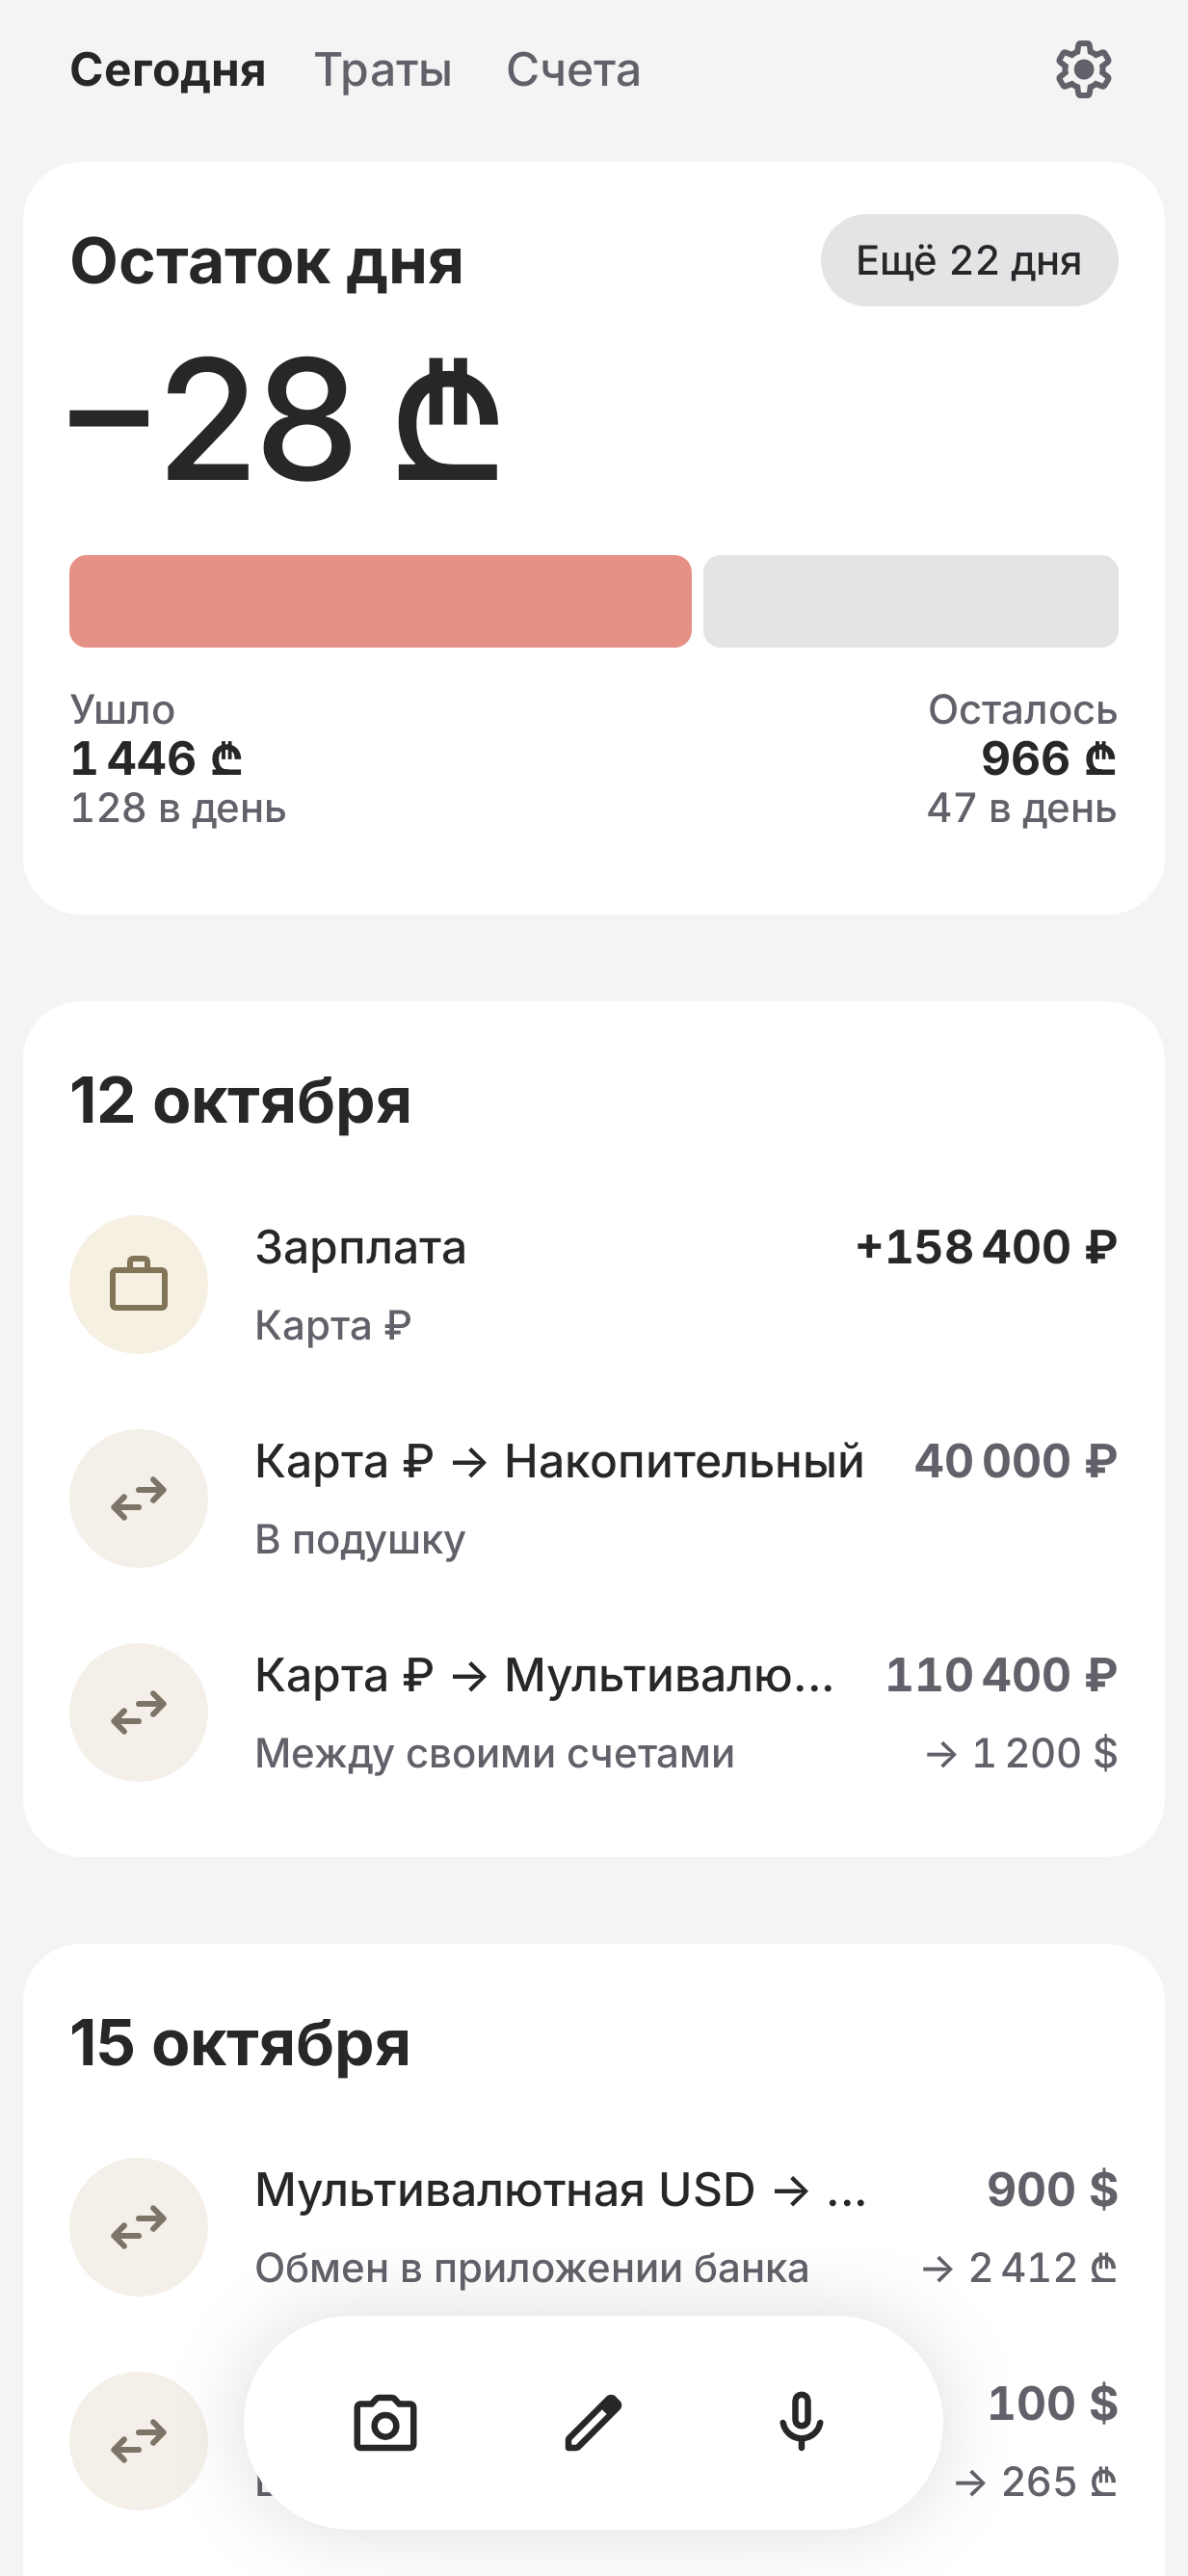 Сегодня Траты Счета
Остаток дня Ещё 22 дня
−28 ₾
Ушло Осталось
1 446 ₾ 966 ₾
128 в день 47 в день
12 октября
Зарплата +158 400 ₽
Карта ₽
Карта ₽ → Накопительный 40 000 ₽
В подушку
Карта ₽ → Мультивалю... 110 400 ₽
Между своими счетами → 1 200 $
15 октября
Мультивалютная USD → ... 900 $
Обмен в приложении банка → 2 412 ₾
100 $
→ 265 ₾